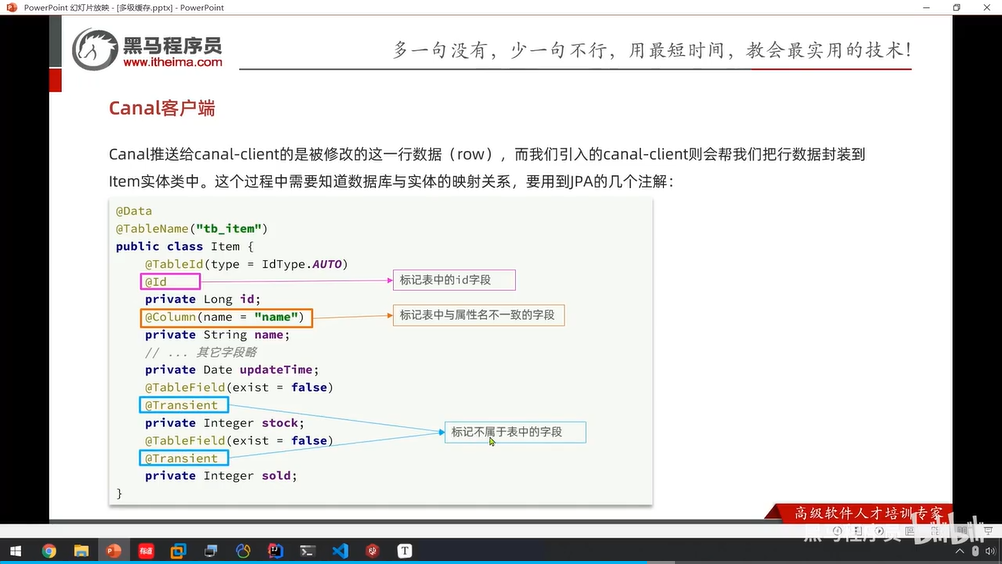 PowerPoint 幻灯片放映 - [多级缓存.pptx] - PowerPoint
黑马程序员
www.itheima.com
多一句没有，少一句不行，用最短时间，教会最实用的技术！
Canal客户端
Canal推送给canal-client的是被修改的这一行数据（row），而我们引入的canal-client则会帮我们把行数据封装到
Item实体类中。这个过程中需要知道数据库与实体的映射关系，要用到JPA的几个注解：
@Data
@TableName("tb_item")
public class Item {
@TableId(type = IdType.AUTO)
@Id
标记表中的id字段
private Long id;
@Column(name = "name")
标记表中与属性名不一致的字段
private String name;
// ... 其它字段略
private Date updateTime;
@TableField(exist = false)
@Transient
private Integer stock;
标记不属于表中的字段
@TableField(exist = false)
@Transient
private Integer sold;
}
高级软件人才培训专家
黑马程序员
bilibili